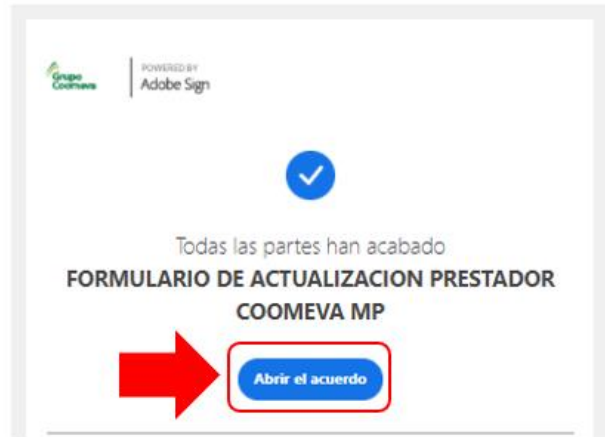 Grupo
Coomeva
POWERED BY
Adobe Sign
Todas las partes han acabado
FORMULARIO DE ACTUALIZACION PRESTADOR
COOMEVA MP
Abrir el acuerdo